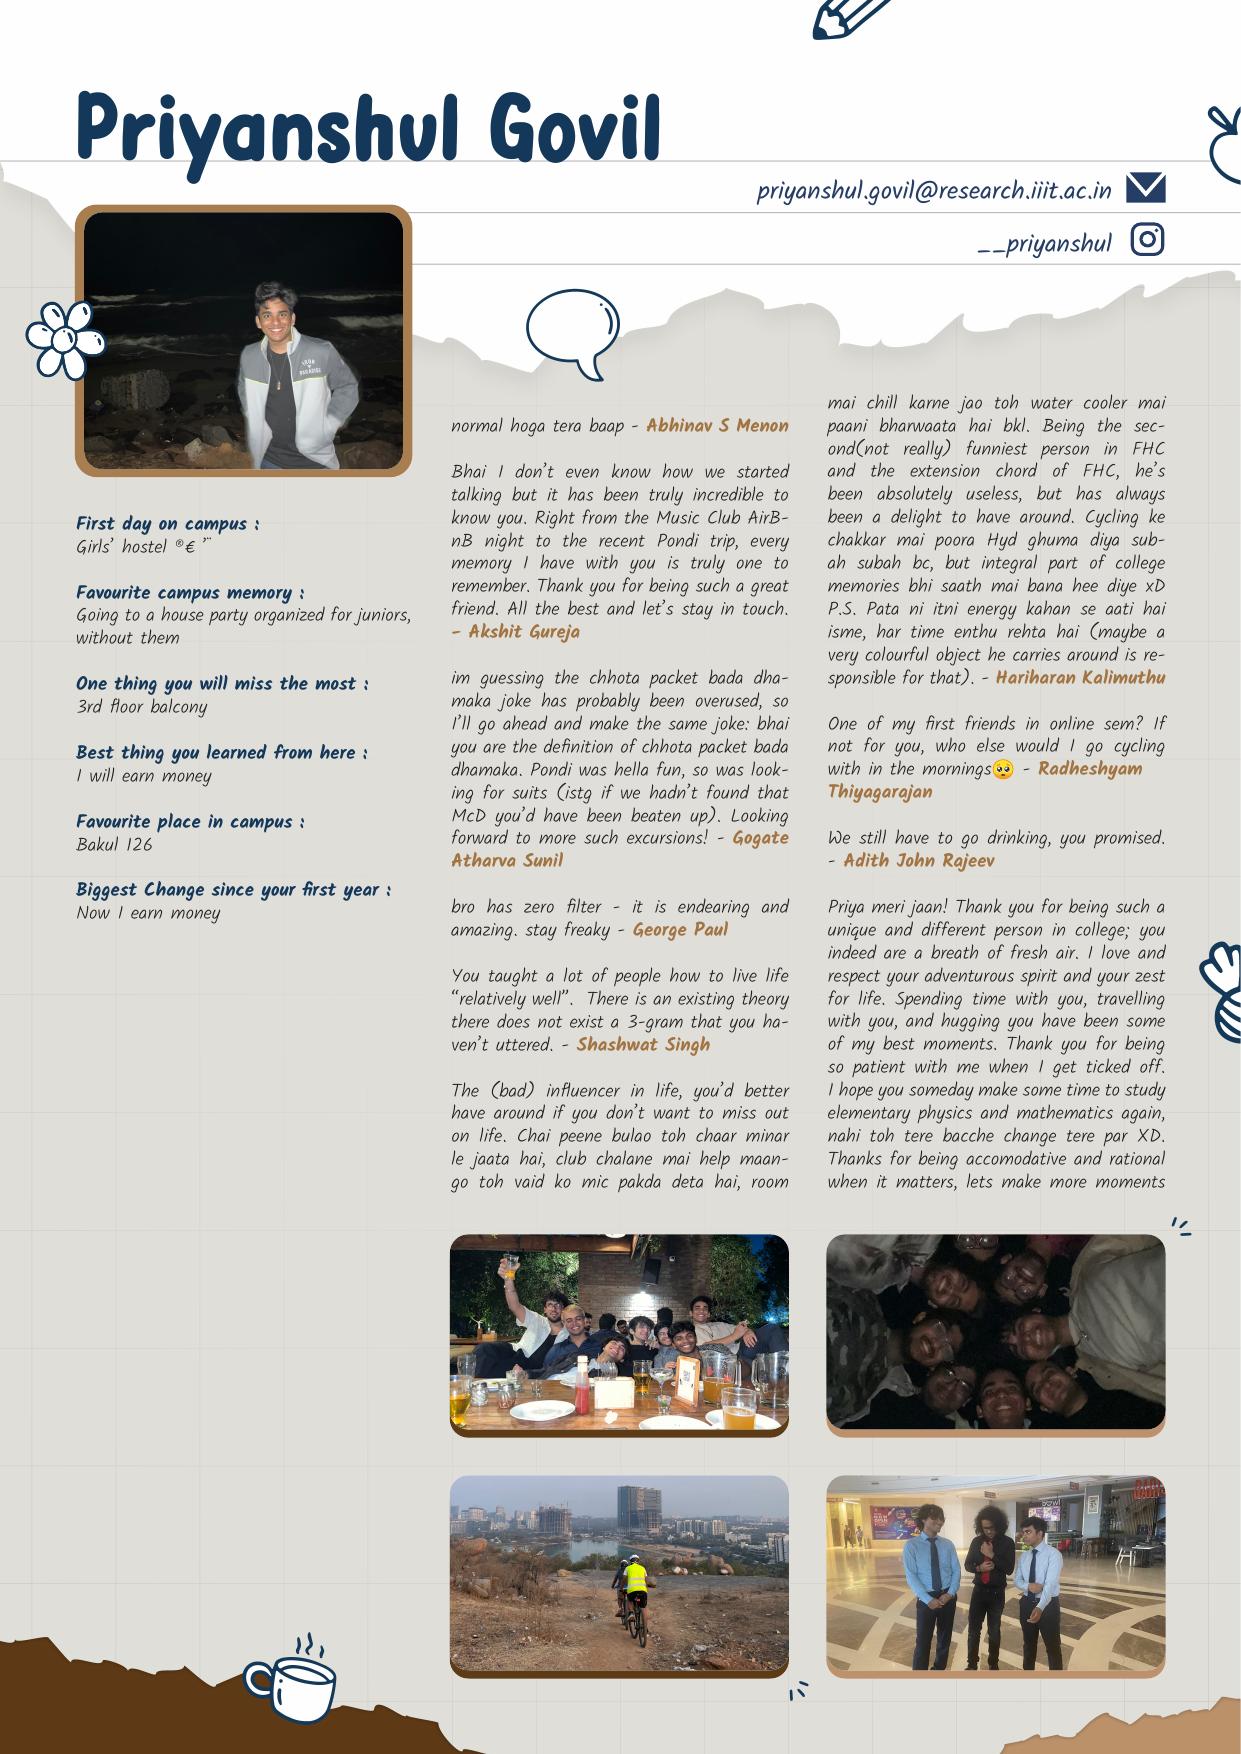 Priyanshul Govil
priyanshul.govil@research.iiit.ac.in
__priyanshul
First day on campus :
Girls' hostel ®€ '¨
Favourite campus memory :
Going to a house party organized for juniors,
without them
One thing you will miss the most :
3rd floor balcony
Best thing you learned from here :
I will earn money
Favourite place in campus :
Bakul 126
Biggest Change since your first year :
Now I earn money
normal hoga tera baap - Abhinav S Menon
Bhai I don't even know how we started
talking but it has been truly incredible to
know you. Right from the Music Club AirB-
nB night to the recent Pondi trip, every
memory I have with you is truly one to
remember. Thank you for being such a great
friend. All the best and let's stay in touch.
- Akshit Gureja
im guessing the chhota packet bada dha-
maka joke has probably been overused, so
I'll go ahead and make the same joke: bhai
you are the definition of chhota packet bada
dhamaka. Pondi was hella fun, so was look-
ing for suits (istg if we hadn't found that
McD you'd have been beaten up). Looking
forward to more such excursions! - Gogate
Atharva Sunil
bro has zero filter - it is endearing and
amazing. stay freaky - George Paul
You taught a lot of people how to live life
“relatively well”. There is an existing theory
there does not exist a 3-gram that you ha-
ven't uttered. - Shashwat Singh
The (bad) influencer in life, you'd better
have around if you don't want to miss out
on life. Chai peene bulao toh chaar minar
le jaata hai, club chalane mai help maan-
go toh vaid ko mic pakda deta hai, room
mai chill karne jao toh water cooler mai
paani bharwaata hai bkl. Being the sec-
ond(not really) funniest person in FHC
and the extension chord of FHC, he's
been absolutely useless, but has always
been a delight to have around. Cycling ke
chakkar mai poora Hyd ghuma diya sub-
ah subah bc, but integral part of college
memories bhi saath mai bana hee diye xD
P.S. Pata ni itni energy kahan se aati hai
isme, har time enthu rehta hai (maybe a
very colourful object he carries around is re-
sponsible for that). - Hariharan Kalimuthu
One of my first friends in online sem? If
not for you, who else would I go cycling
with in the mornings🥺 - Radheshyam
Thiyagarajan
We still have to go drinking, you promised.
- Adith John Rajeev
Priya meri jaan! Thank you for being such a
unique and different person in college; you
indeed are a breath of fresh air. I love and
respect your adventurous spirit and your zest
for life. Spending time with you, travelling
with you, and hugging you have been some
of my best moments. Thank you for being
so patient with me when I get ticked off.
I hope you someday make some time to study
elementary physics and mathematics again,
nahi toh tere bacche change tere par XD.
Thanks for being accomodative and rational
when it matters, lets make more moments